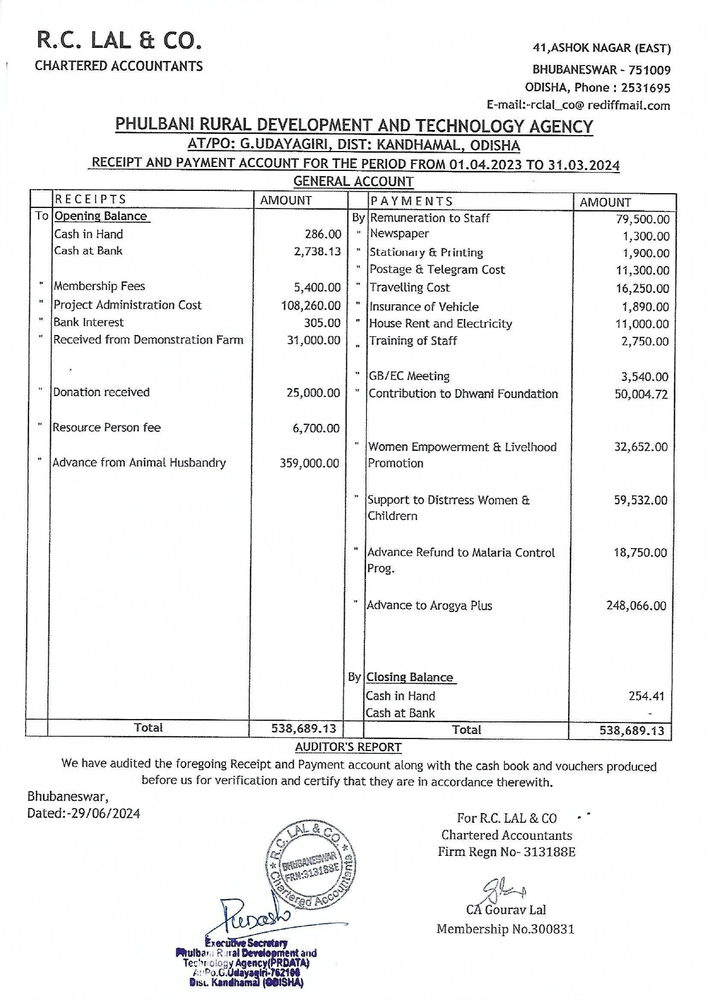 R.C. LAL & CO.
CHARTERED ACCOUNTANTS
41,ASHOK NAGAR (EAST)
BHUBANESWAR - 751009
ODISHA, Phone : 2531695
E-mail:-rclal_co@ rediffmail.com
PHULBANI RURAL DEVELOPMENT AND TECHNOLOGY AGENCY
AT/PO: G.UDAYAGIRI, DIST: KANDHAMAL, ODISHA
RECEIPT AND PAYMENT ACCOUNT FOR THE PERIOD FROM 01.04.2023 TO 31.03.2024
GENERAL ACCOUNT
RECEIPTS AMOUNT PAYMENTS AMOUNT
To Opening Balance By Remuneration to Staff 79,500.00
Cash in Hand 286.00 " Newspaper 1,300.00
Cash at Bank 2,738.13 " Stationary & Printing 1,900.00
" Postage & Telegram Cost 11,300.00
" Membership Fees 5,400.00 " Travelling Cost 16,250.00
" Project Administration Cost 108,260.00 " Insurance of Vehicle 1,890.00
" Bank Interest 305.00 " House Rent and Electricity 11,000.00
" Received from Demonstration Farm 31,000.00 " Training of Staff 2,750.00
" GB/EC Meeting 3,540.00
" Donation received 25,000.00 " Contribution to Dhwani Foundation 50,004.72
" Resource Person fee 6,700.00
" Women Empowerment & Livelhood 32,652.00
" Advance from Animal Husbandry 359,000.00 Promotion
" Support to Distrress Women & 59,532.00
Childrern
" Advance Refund to Malaria Control 18,750.00
Prog.
" Advance to Arogya Plus 248,066.00
By Closing Balance
Cash in Hand 254.41
Cash at Bank -
Total 538,689.13 Total 538,689.13
AUDITOR'S REPORT
We have audited the foregoing Receipt and Payment account along with the cash book and vouchers produced
before us for verification and certify that they are in accordance therewith.
Bhubaneswar,
Dated:-29/06/2024
For R.C. LAL & CO
Chartered Accountants
Firm Regn No- 313188E
CA Gourav Lal
Membership No.300831
★ R.C. LAL & CO. ★
BHUBANESWAR
FRN:313188E
Chartered Accountants
Executive Secretary
Phulbani Rural Development and
Technology Agency(PRDATA)
At/Po.G.Udayagiri-762100
Dist. Kandhamal (ODISHA)